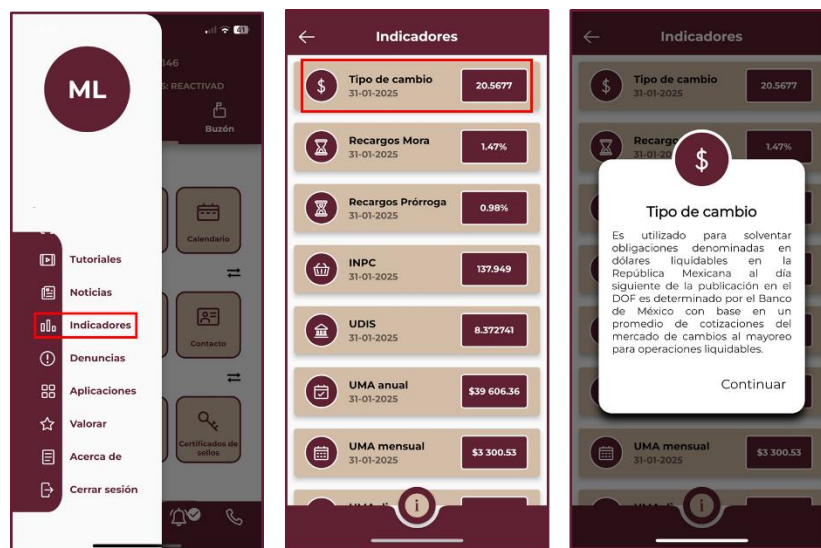 41
146
S: REACTIVAD
ML
Buzón
Calendario
Tutoriales
Noticias
Indicadores
Contacto
Denuncias
Aplicaciones
Valorar
Certificados de
sellos
Acerca de
Cerrar sesión
Indicadores
Tipo de cambio
31-01-2025
20.5677
Recargos Mora
31-01-2025
1.47%
Recargos Prórroga
31-01-2025
0.98%
INPC
31-01-2025
137.949
UDIS
31-01-2025
8.372741
UMA anual
31-01-2025
$39 606.36
UMA mensual
31-01-2025
$3 300.53
i
Indicadores
Tipo de cambio
31-01-2025
20.5677
Recargo
31-01-20
1.47%
$
Tipo de cambio
Es utilizado para solventar
obligaciones denominadas en
dólares liquidables en la
República Mexicana al día
siguiente de la publicación en el
DOF es determinado por el Banco
de México con base en un
promedio de cotizaciones del
mercado de cambios al mayoreo
para operaciones liquidables.
Continuar
UMA mensual
31-01-2025
$3 300.53
i